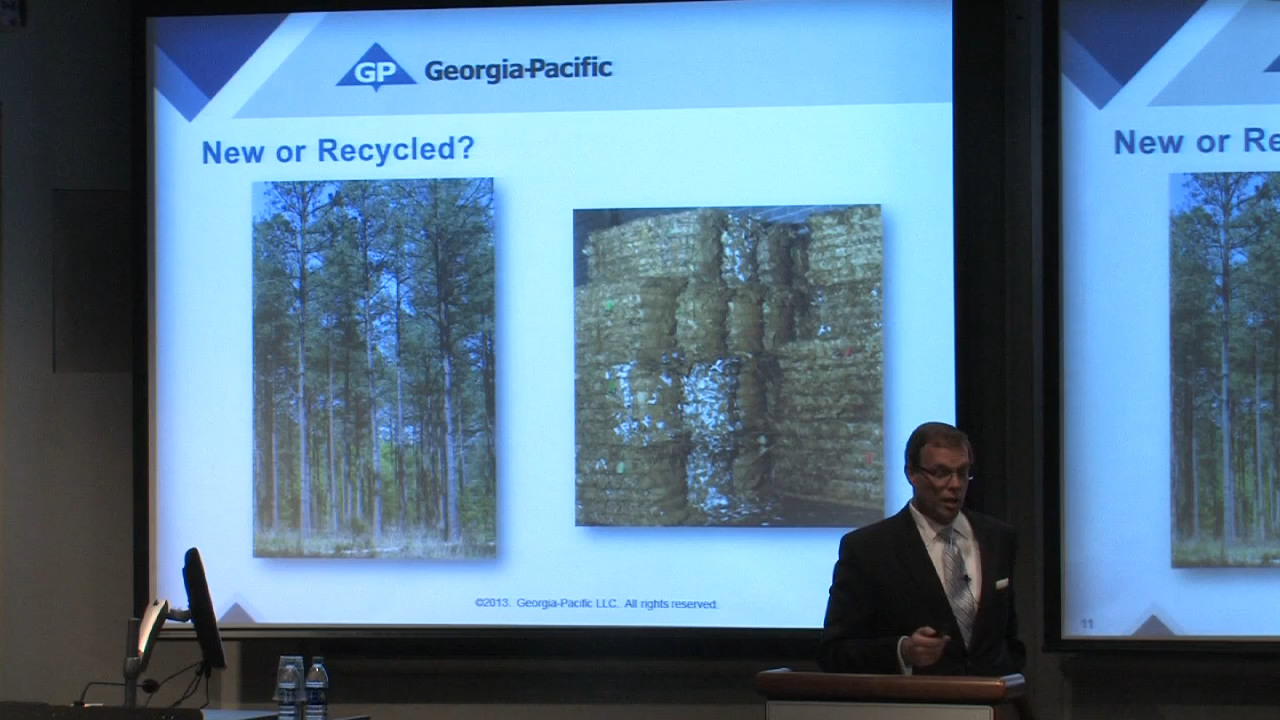 GP Georgia-Pacific
New or Recycled?
©2013. Georgia-Pacific LLC. All rights reserved.
New or Re
11